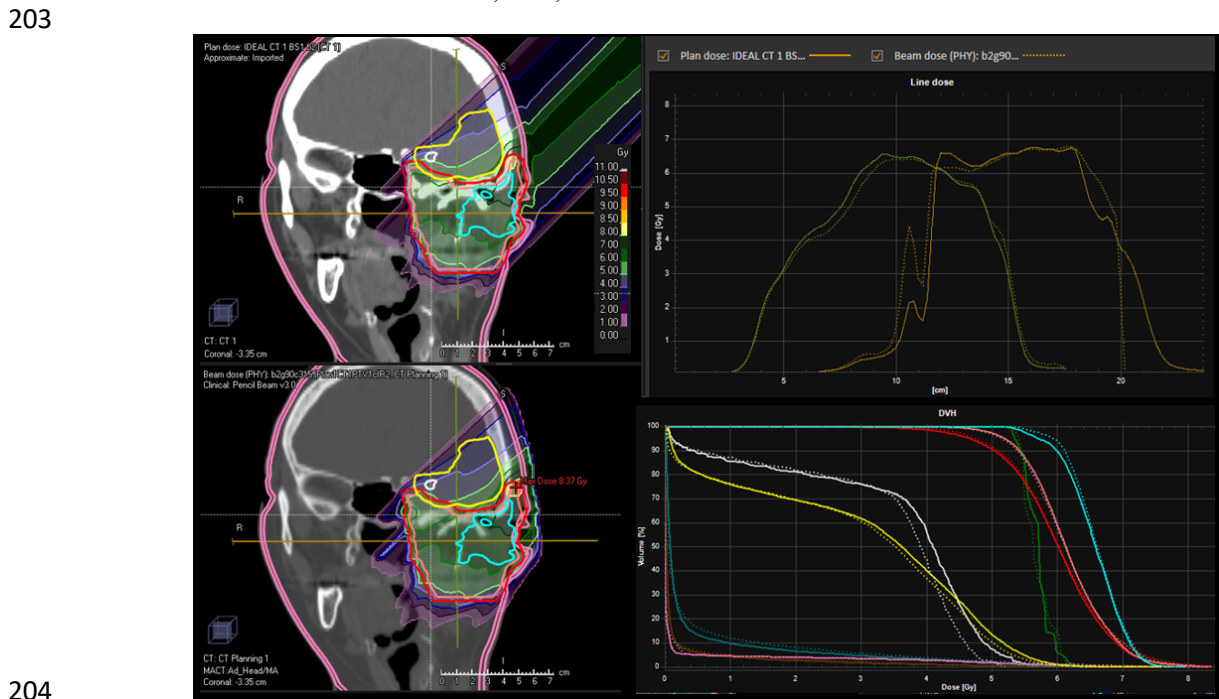 203
Plan dose: IDEAL CT 1 BS1 b2 (CT 1)
Approximate: Imported
S
R
Gy
11.00
10.50
9.50
9.00
8.50
8.00
7.00
6.00
5.00
4.00
3.00
2.00
1.00
0.00
I
0 1 2 3 4 5 6 7 cm
CT: CT 1
Coronal: -3.35 cm
Plan dose: IDEAL CT 1 BS...
Beam dose (PHY): b2g90...
Line dose
8
7
6
5
4
3
2
1
Dose [Gy]
5 10 15 20
[cm]
Clinical: Pencil Beam v3.0
S
Max Dose 8.37 Gy
R
I
0 1 2 3 4 5 6 7 cm
CT: CT Planning 1
MACT:Ad_Head/MA
Coronal: -3.35 cm
DVH
100
90
80
70
60
50
40
30
20
10
0
Volume [%]
0 1 2 3 4 5 6 7 8
Dose [Gy]
204